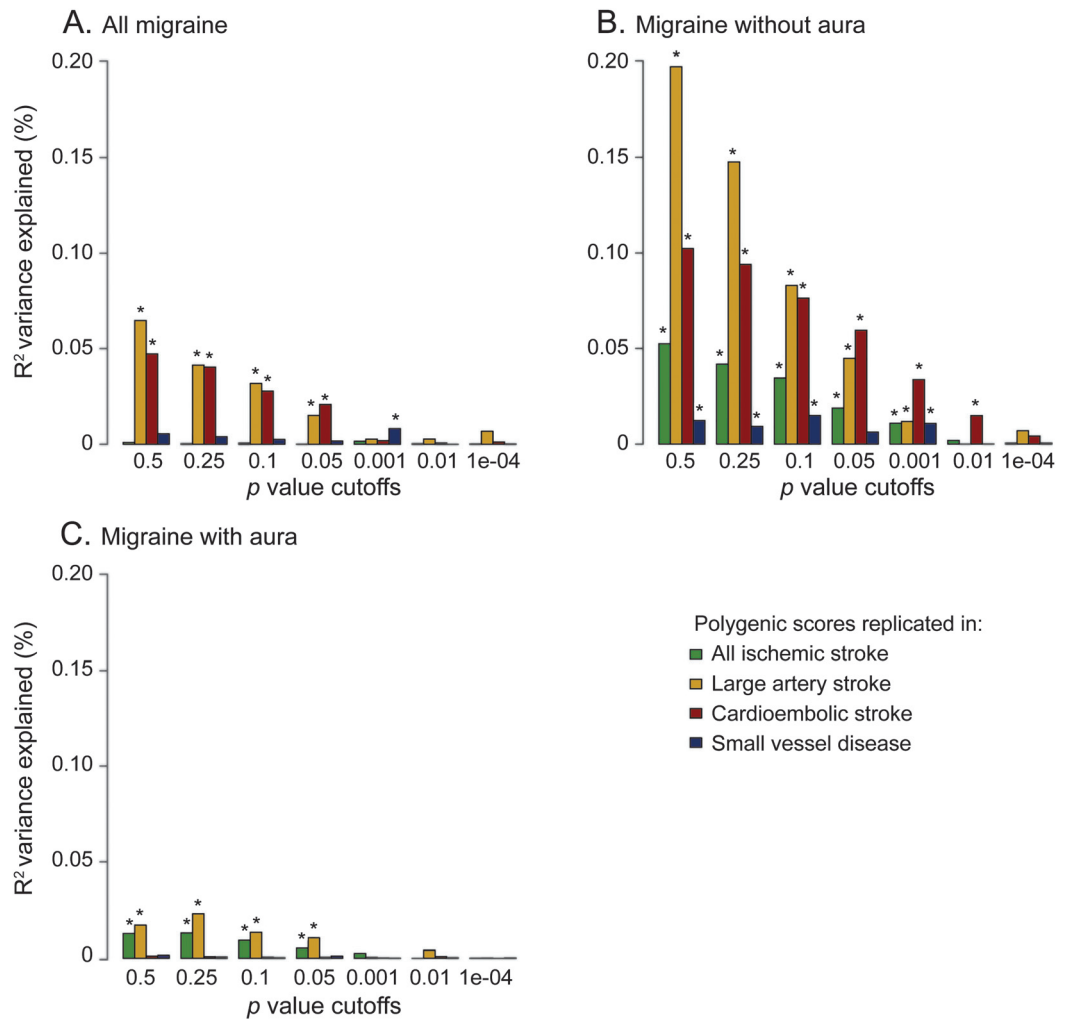 A. All migraine
R² variance explained (%)
0.20
0.15
0.10
0.05
0
* * * * * * * * *
0.5 0.25 0.1 0.05 0.001 0.01 1e-04
p value cutoffs
B. Migraine without aura
0.20
0.15
0.10
0.05
0
* * * * * * * * * * * * * * * * * * * *
0.5 0.25 0.1 0.05 0.001 0.01 1e-04
p value cutoffs
C. Migraine with aura
R² variance explained (%)
0.20
0.15
0.10
0.05
0
* * * * * * * *
0.5 0.25 0.1 0.05 0.001 0.01 1e-04
p value cutoffs
Polygenic scores replicated in:
All ischemic stroke
Large artery stroke
Cardioembolic stroke
Small vessel disease